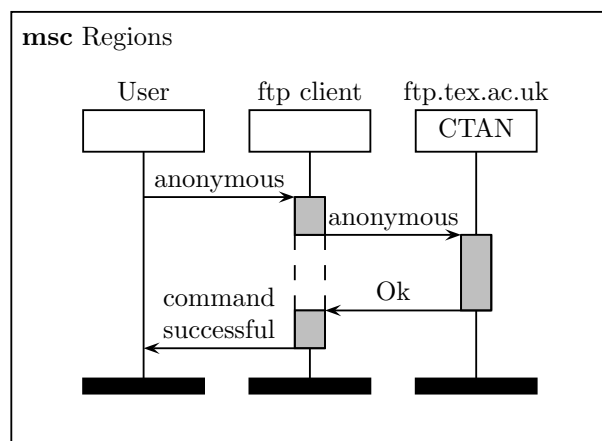 msc Regions
User
ftp client
ftp.tex.ac.uk
CTAN
anonymous
anonymous
Ok
command
successful